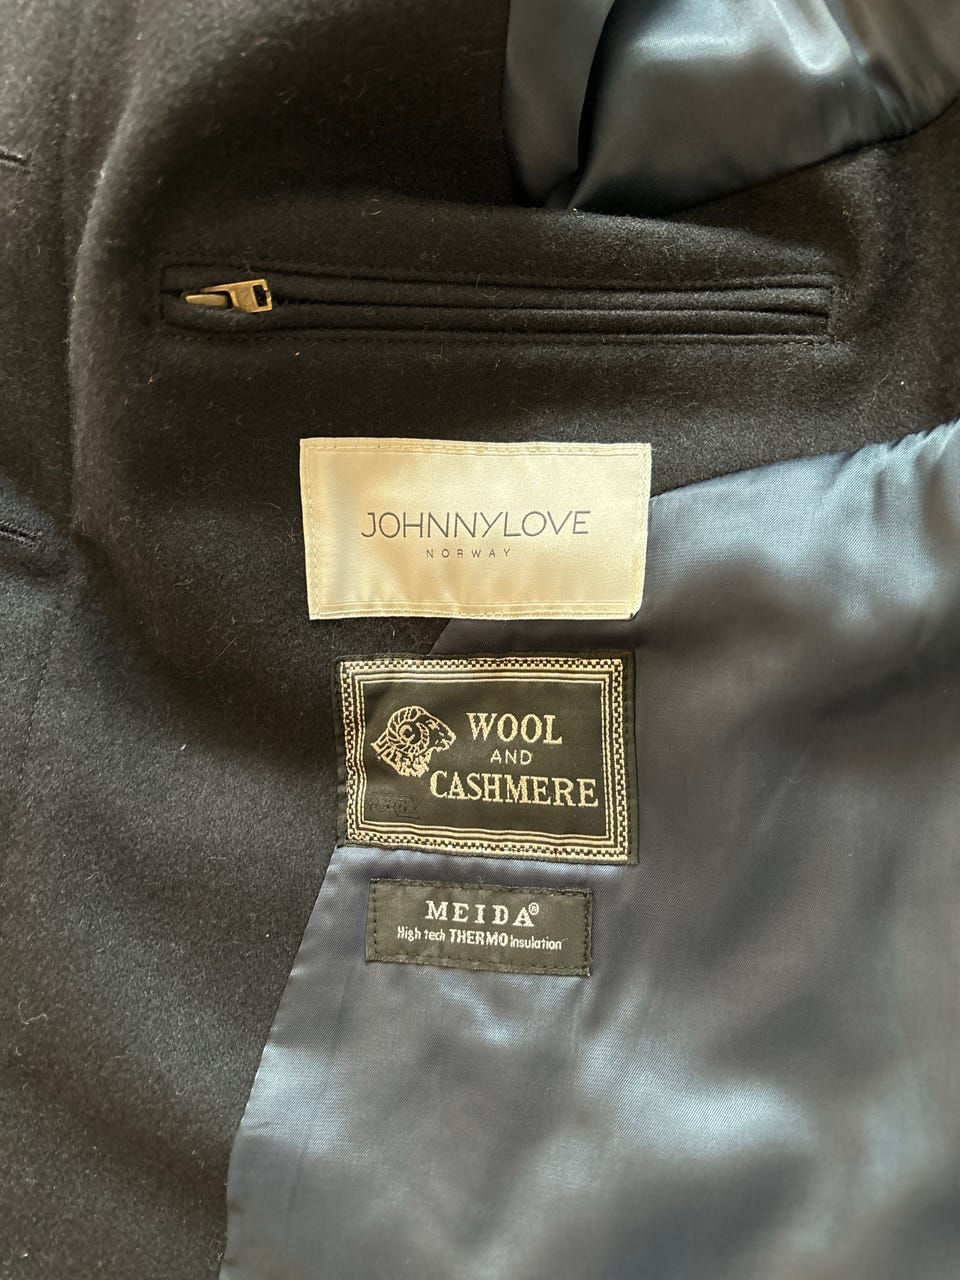 JOHNNYLOVE
NORWAY
WOOL
AND
CASHMERE
MEIDA®
High tech THERMO Insulation